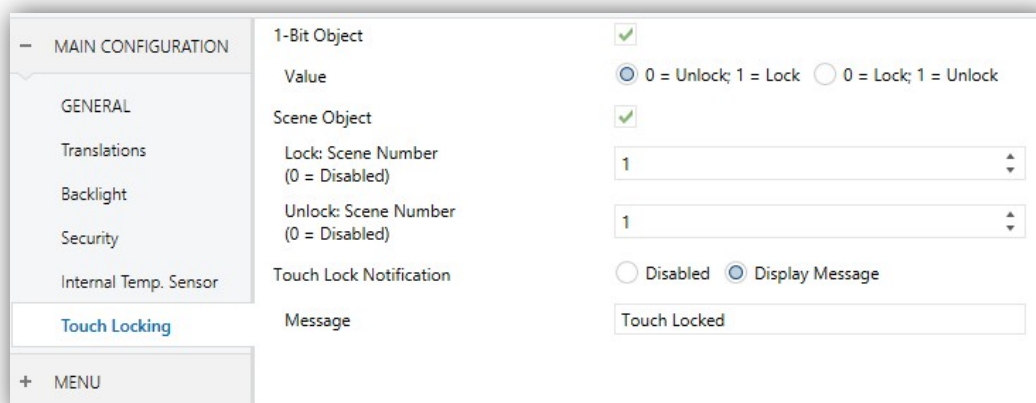 MAIN CONFIGURATION
GENERAL
Translations
Backlight
Security
Internal Temp. Sensor
Touch Locking
MENU
1-Bit Object
Value 0 = Unlock; 1 = Lock 0 = Lock; 1 = Unlock
Scene Object
Lock: Scene Number
(0 = Disabled)
1
Unlock: Scene Number
(0 = Disabled)
1
Touch Lock Notification Disabled Display Message
Message Touch Locked